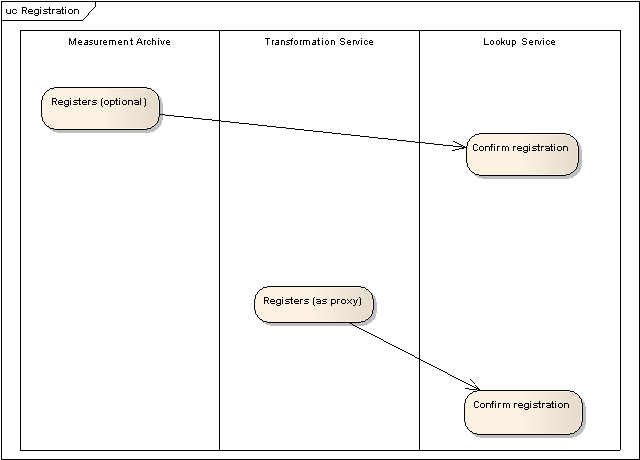 uc Registration
Measurement Archive
Transformation Service
Lookup Service
Registers (optional)
Confirm registration
Registers (as proxy)
Confirm registration